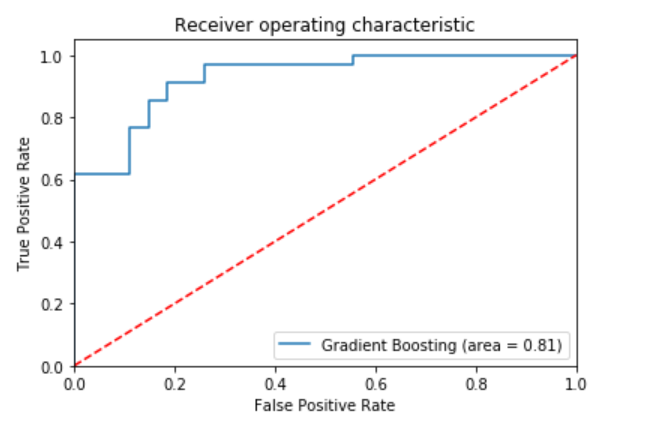 Receiver operating characteristic
True Positive Rate
1.0
0.8
0.6
0.4
0.2
0.0
Gradient Boosting (area = 0.81)
0.0 0.2 0.4 0.6 0.8 1.0
False Positive Rate